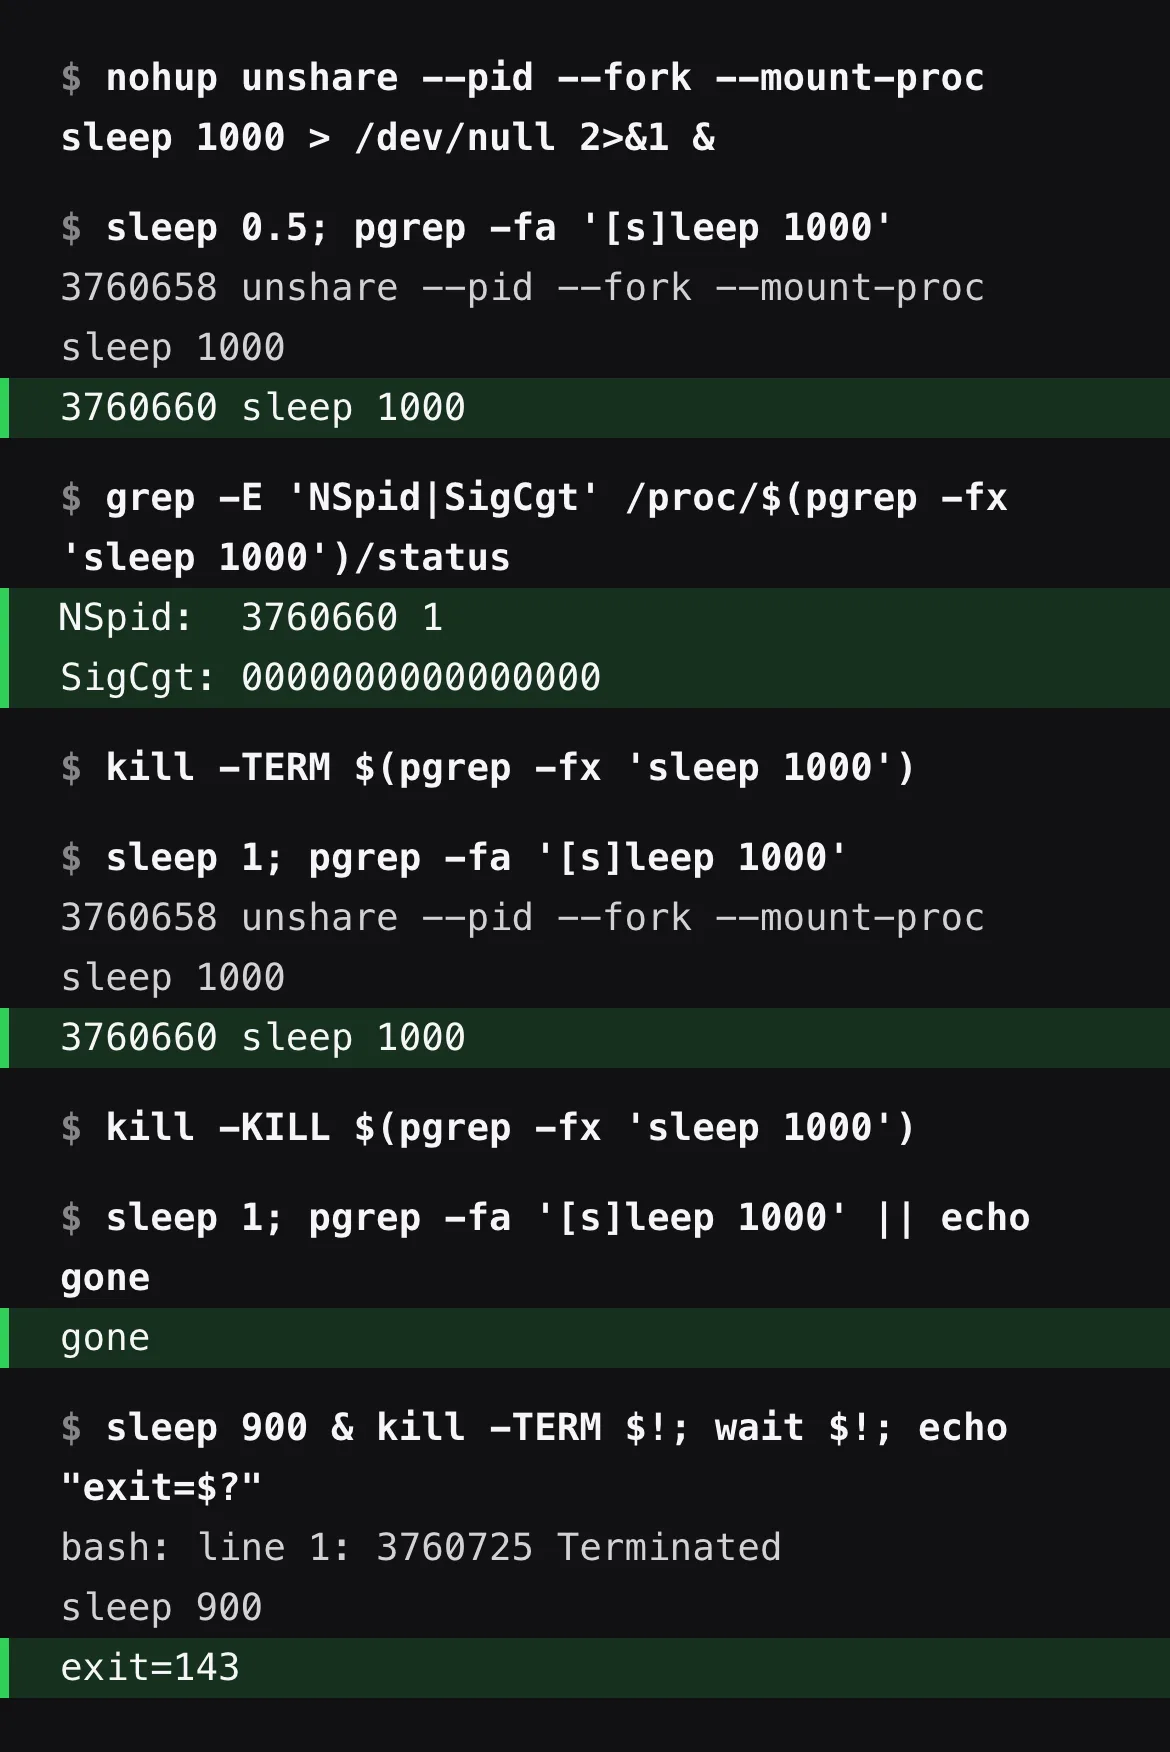 $ nohup unshare --pid --fork --mount-proc
sleep 1000 > /dev/null 2>&1 &
$ sleep 0.5; pgrep -fa '[s]leep 1000'
3760658 unshare --pid --fork --mount-proc
sleep 1000
3760660 sleep 1000
$ grep -E 'NSpid|SigCgt' /proc/$(pgrep -fx
'sleep 1000')/status
NSpid:  3760660 1
SigCgt: 0000000000000000
$ kill -TERM $(pgrep -fx 'sleep 1000')
$ sleep 1; pgrep -fa '[s]leep 1000'
3760658 unshare --pid --fork --mount-proc
sleep 1000
3760660 sleep 1000
$ kill -KILL $(pgrep -fx 'sleep 1000')
$ sleep 1; pgrep -fa '[s]leep 1000' || echo
gone
gone
$ sleep 900 & kill -TERM $!; wait $!; echo
"exit=$?"
bash: line 1: 3760725 Terminated
sleep 900
exit=143